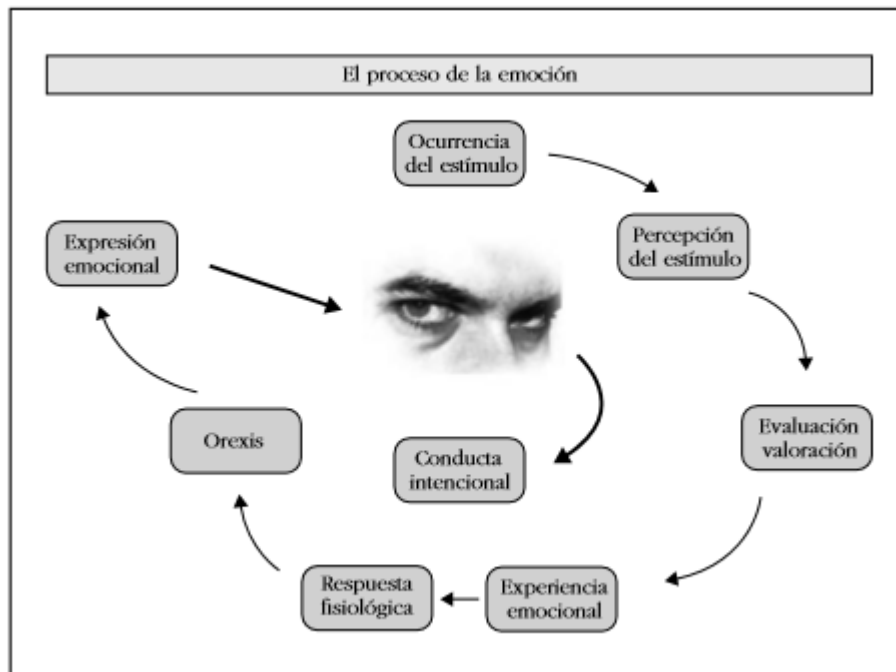 El proceso de la emoción
Ocurrencia
del estímulo
Percepción
del estímulo
Evaluación
valoración
Experiencia
emocional
Respuesta
fisiológica
Orexis
Expresión
emocional
Conducta
intencional